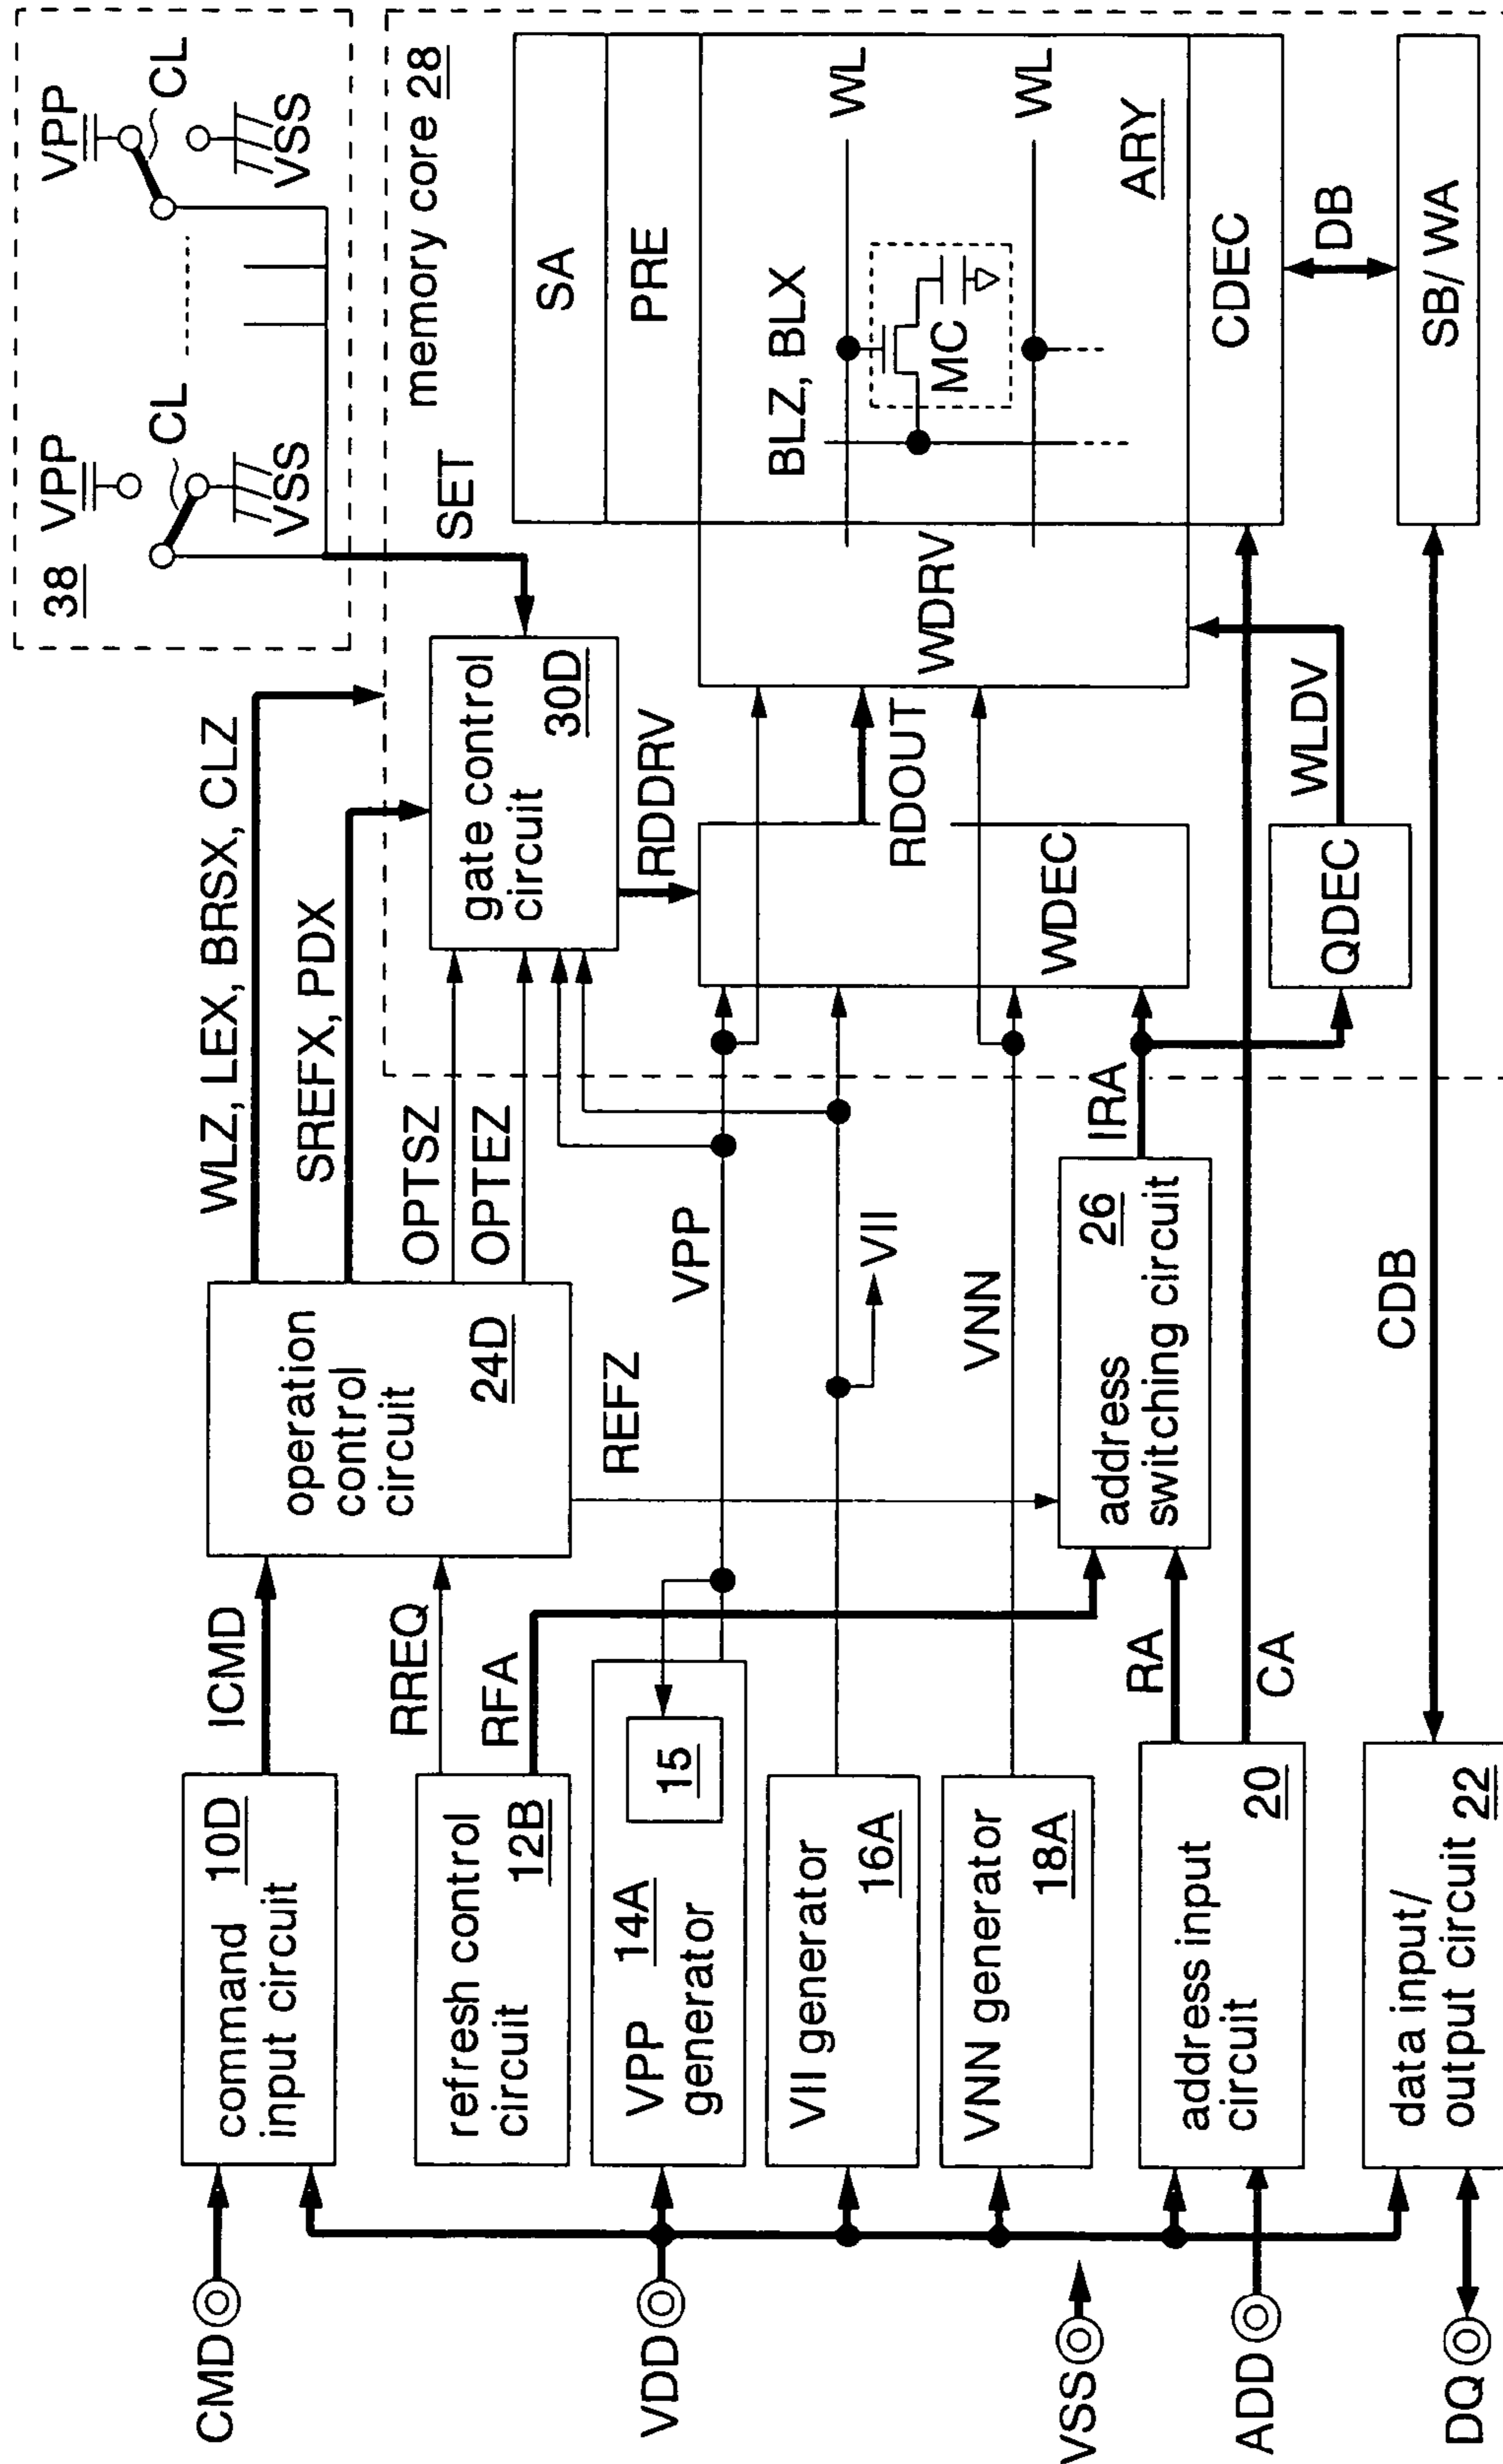 CMD
VDD
VSS
ADD
DQ
command 10D
input circuit
refresh control
circuit 12B
VPP 14A
generator
15
VII generator
16A
VNN generator
18A
address input
circuit 20
data input/
output circuit 22
ICMD
RREQ
RFA
RA
CA
operation
control
circuit
24D
REFZ
address
switching circuit
26
WLZ, LEX, BRSX, CLZ
SREFX, PDX
OPTSZ
OPTEZ
VPP
VII
VNN
IRA
CDB
38
VPP
CL
VSS
VPP
CL
VSS
SET
memory core 28
gate control
circuit
30D
RDDRV
WDEC
RDOUT
QDEC
WLDV
WDRV
SA
PRE
BLZ, BLX
MC
WL
WL
ARY
CDEC
DB
SB/ WA